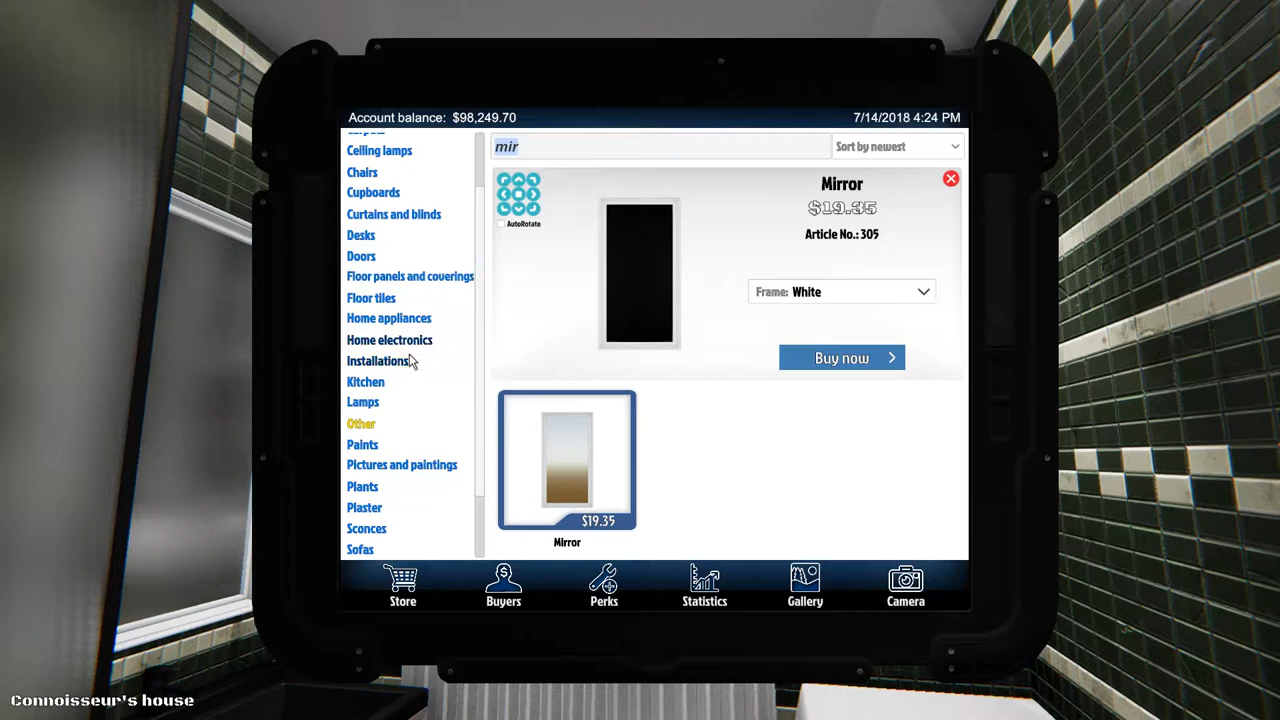 Account balance: $98,249.70
7/14/2018 4:24 PM
Carpets
Ceiling lamps
Chairs
Cupboards
Curtains and blinds
Desks
Doors
Floor panels and coverings
Floor tiles
Home appliances
Home electronics
Installations
Kitchen
Lamps
Other
Paints
Pictures and paintings
Plants
Plaster
Sconces
Sofas
mir
Sort by newest
AutoRotate
Mirror
$19.35
Article No.: 305
Frame: White
Buy now
$19.35
Mirror
Store
Buyers
Perks
Statistics
Gallery
Camera
Connoisseur's house